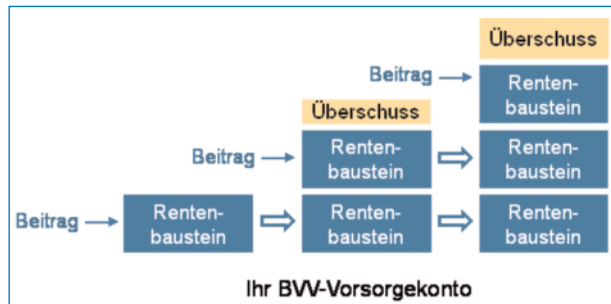 Überschuss
Beitrag
Renten-
baustein
Überschuss
Beitrag
Renten-
baustein
Renten-
baustein
Beitrag
Renten-
baustein
Renten-
baustein
Renten-
baustein
Ihr BVV-Vorsorgekonto